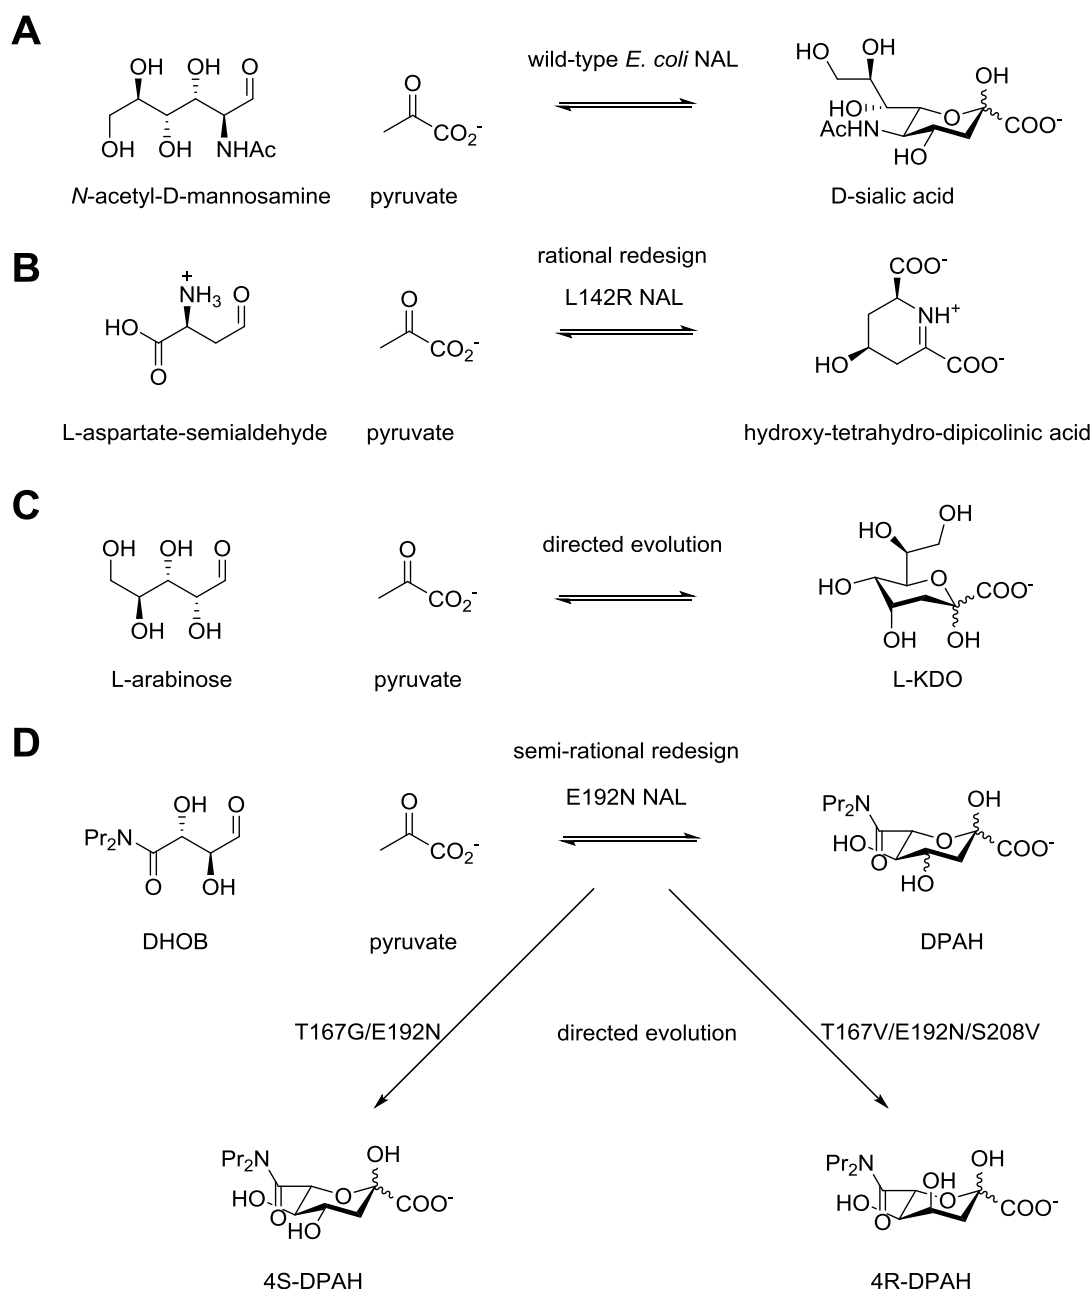 A
OH OH O
OH OH NHAc
N-acetyl-D-mannosamine
O
CO2-
pyruvate
wild-type E. coli NAL
HO OH
OH
HO O
AcHN COO-
HO
D-sialic acid
B
+
NH3 O
HO
O
L-aspartate-semialdehyde
O
CO2-
pyruvate
rational redesign
L142R NAL
COO-
NH+
HO COO-
hydroxy-tetrahydro-dipicolinic acid
C
OH OH O
OH OH
L-arabinose
O
CO2-
pyruvate
directed evolution
OH
HO
HO O COO-
OH OH
L-KDO
D
OH O
Pr2N
O OH
DHOB
O
CO2-
pyruvate
semi-rational redesign
E192N NAL
Pr2N OH
HO O COO-
O
HO
DPAH
T167G/E192N
directed evolution
T167V/E192N/S208V
Pr2N OH
HO O COO-
O
HO
4S-DPAH
Pr2N OH
OH
HO O COO-
O
4R-DPAH